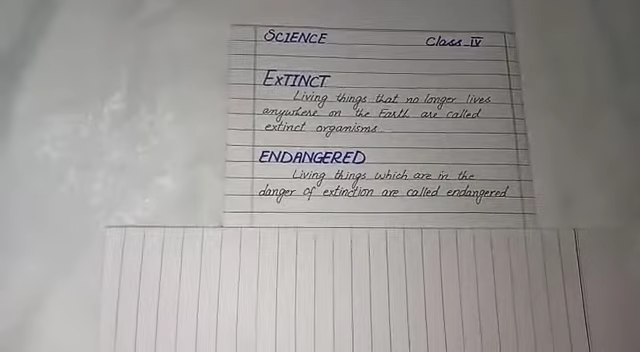 SCIENCE Class-IV
EXTINCT
Living things that no longer lives
anywhere on the Earth are called
extinct organisms.
ENDANGERED
Living things which are in the
danger of extinction are called endangered